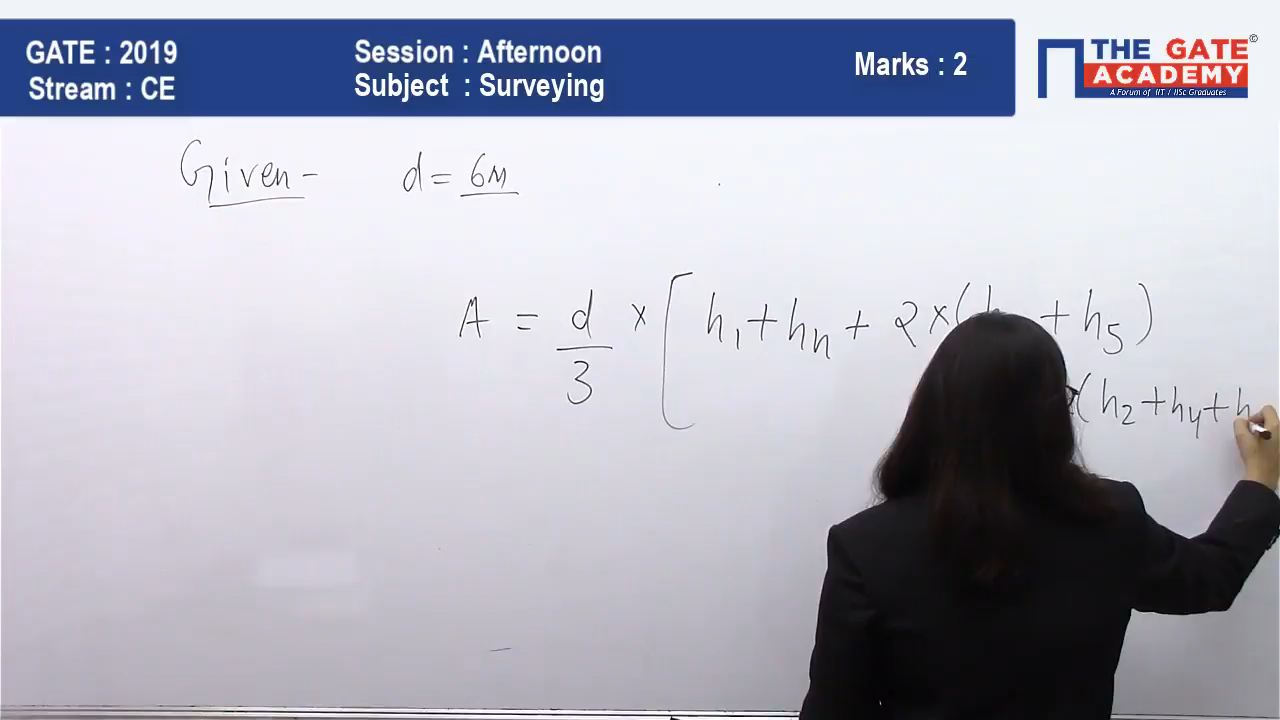 GATE : 2019
Stream : CE
Session : Afternoon
Subject : Surveying
Marks : 2
THE GATE
ACADEMY
©
A Forum of IIT / IISc Graduates
Given - d = 6M
A = d/3 × [ h1 + hn + 2 × ( + h5 )
( h2 + h4 + h